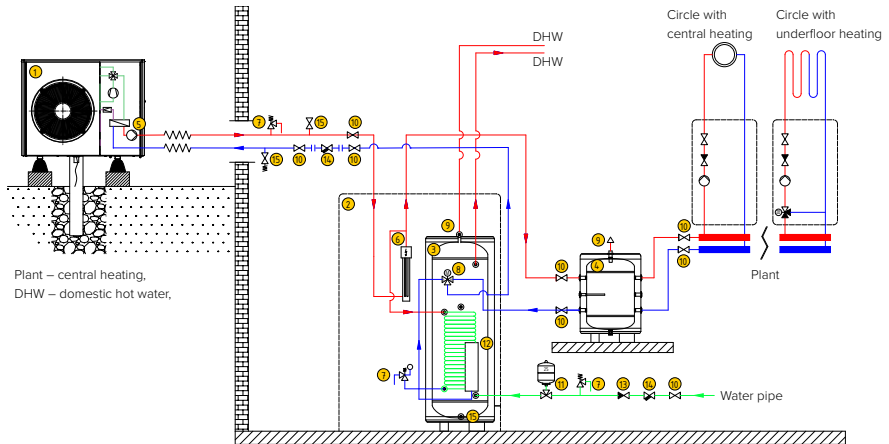 DHW
DHW
Circle with
central heating
Circle with
underfloor heating
1
5
7
15
10
15
10
14
10
2
9
6
3
8
9
4
10
10
10
10
7
12
11
7
13
14
10
15
Plant – central heating,
DHW – domestic hot water,
Plant
Water pipe